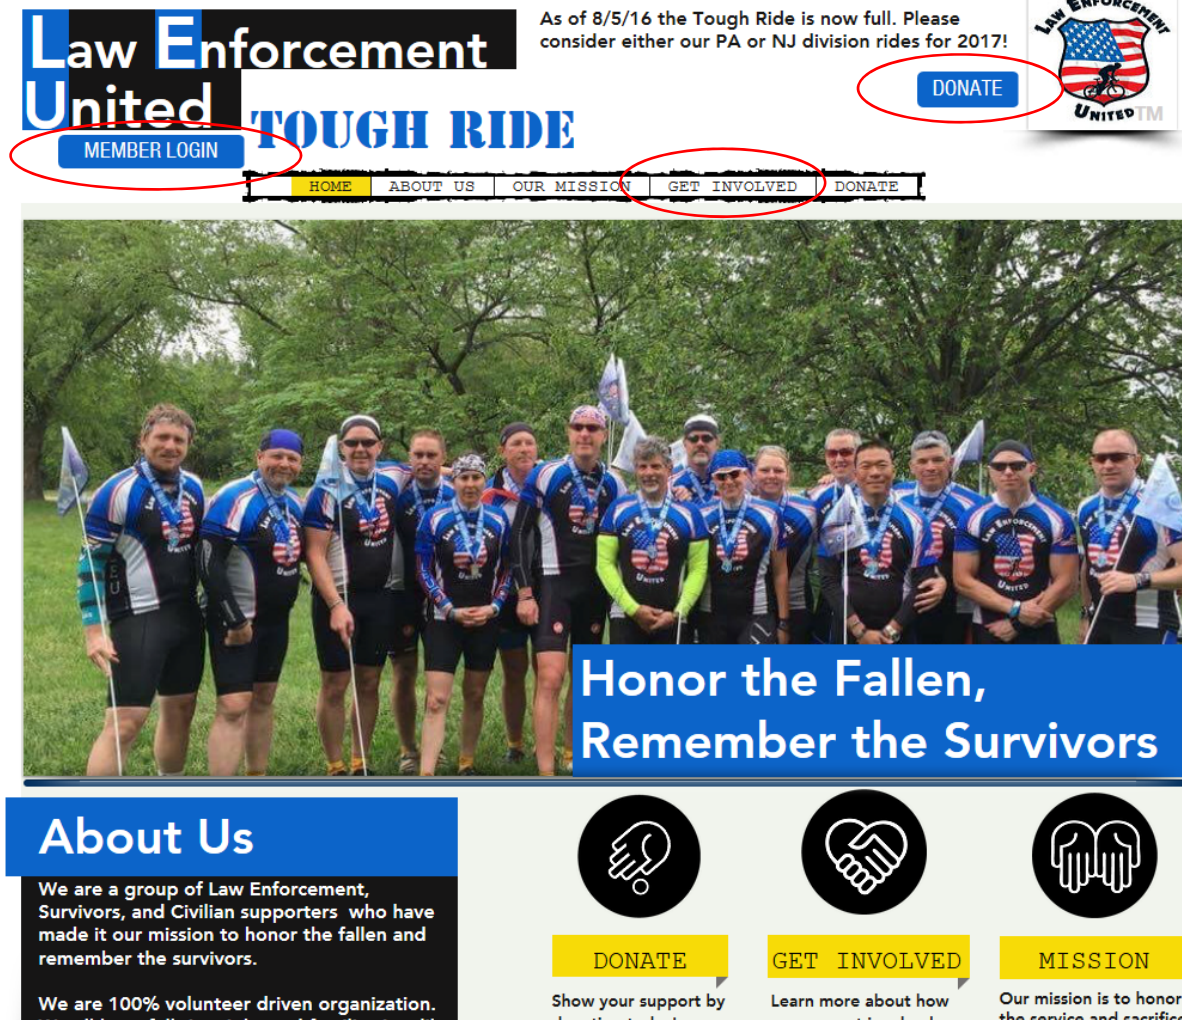 Law Enforcement
United
TOUGH RIDE
As of 8/5/16 the Tough Ride is now full. Please
consider either our PA or NJ division rides for 2017!
DONATE
LAW ENFORCEMENT
UNITED TM
MEMBER LOGIN
HOME ABOUT US OUR MISSION GET INVOLVED DONATE
Honor the Fallen,
Remember the Survivors
About Us
We are a group of Law Enforcement,
Survivors, and Civilian supporters who have
made it our mission to honor the fallen and
remember the survivors.
We are 100% volunteer driven organization.
DONATE
Show your support by
GET INVOLVED
Learn more about how
MISSION
Our mission is to honor
the service and sacrifice